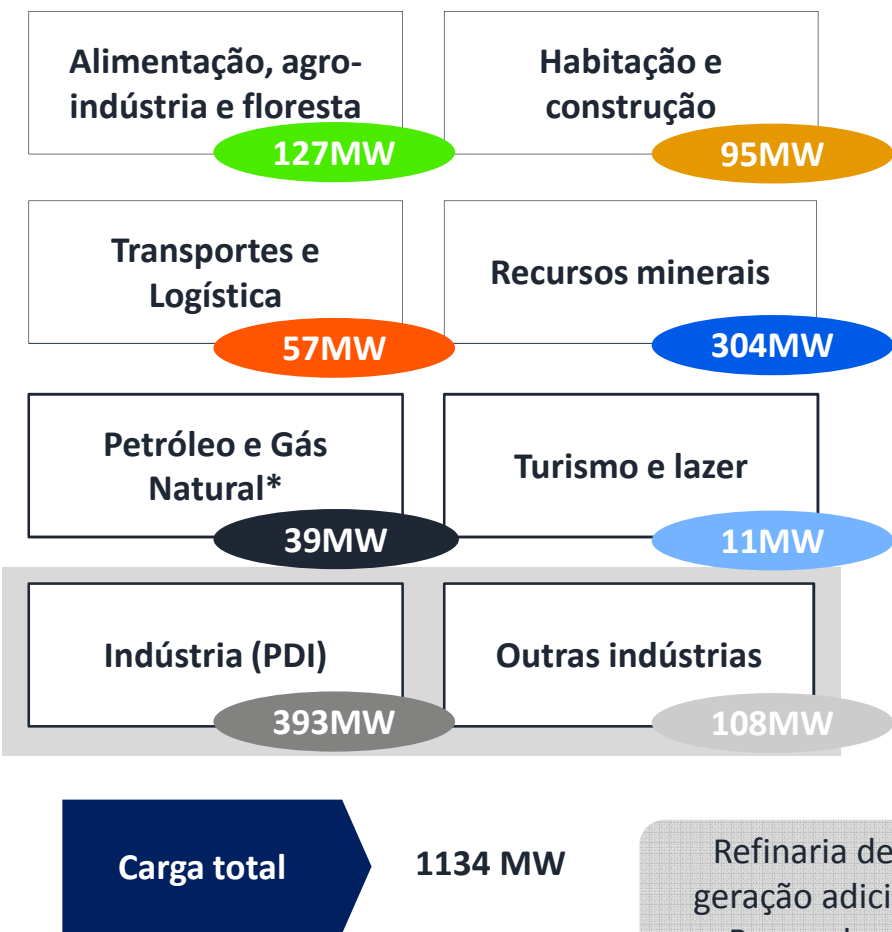 Alimentação, agro-
indústria e floresta
127MW
Habitação e
construção
95MW
Transportes e
Logística
57MW
Recursos minerais
304MW
Petróleo e Gás
Natural*
39MW
Turismo e lazer
11MW
Indústria (PDI)
393MW
Outras indústrias
108MW
Carga total
1134 MW
Refinaria de
geração adici